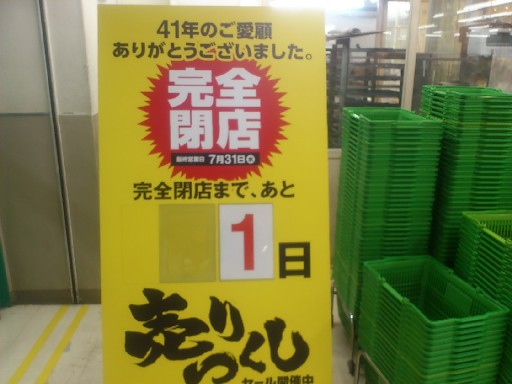 41年のご愛顧
ありがとうございました。
完全
閉店
最終営業日 7月31日
完全閉店まで、あと
1日
売り
つくし
セール開催中